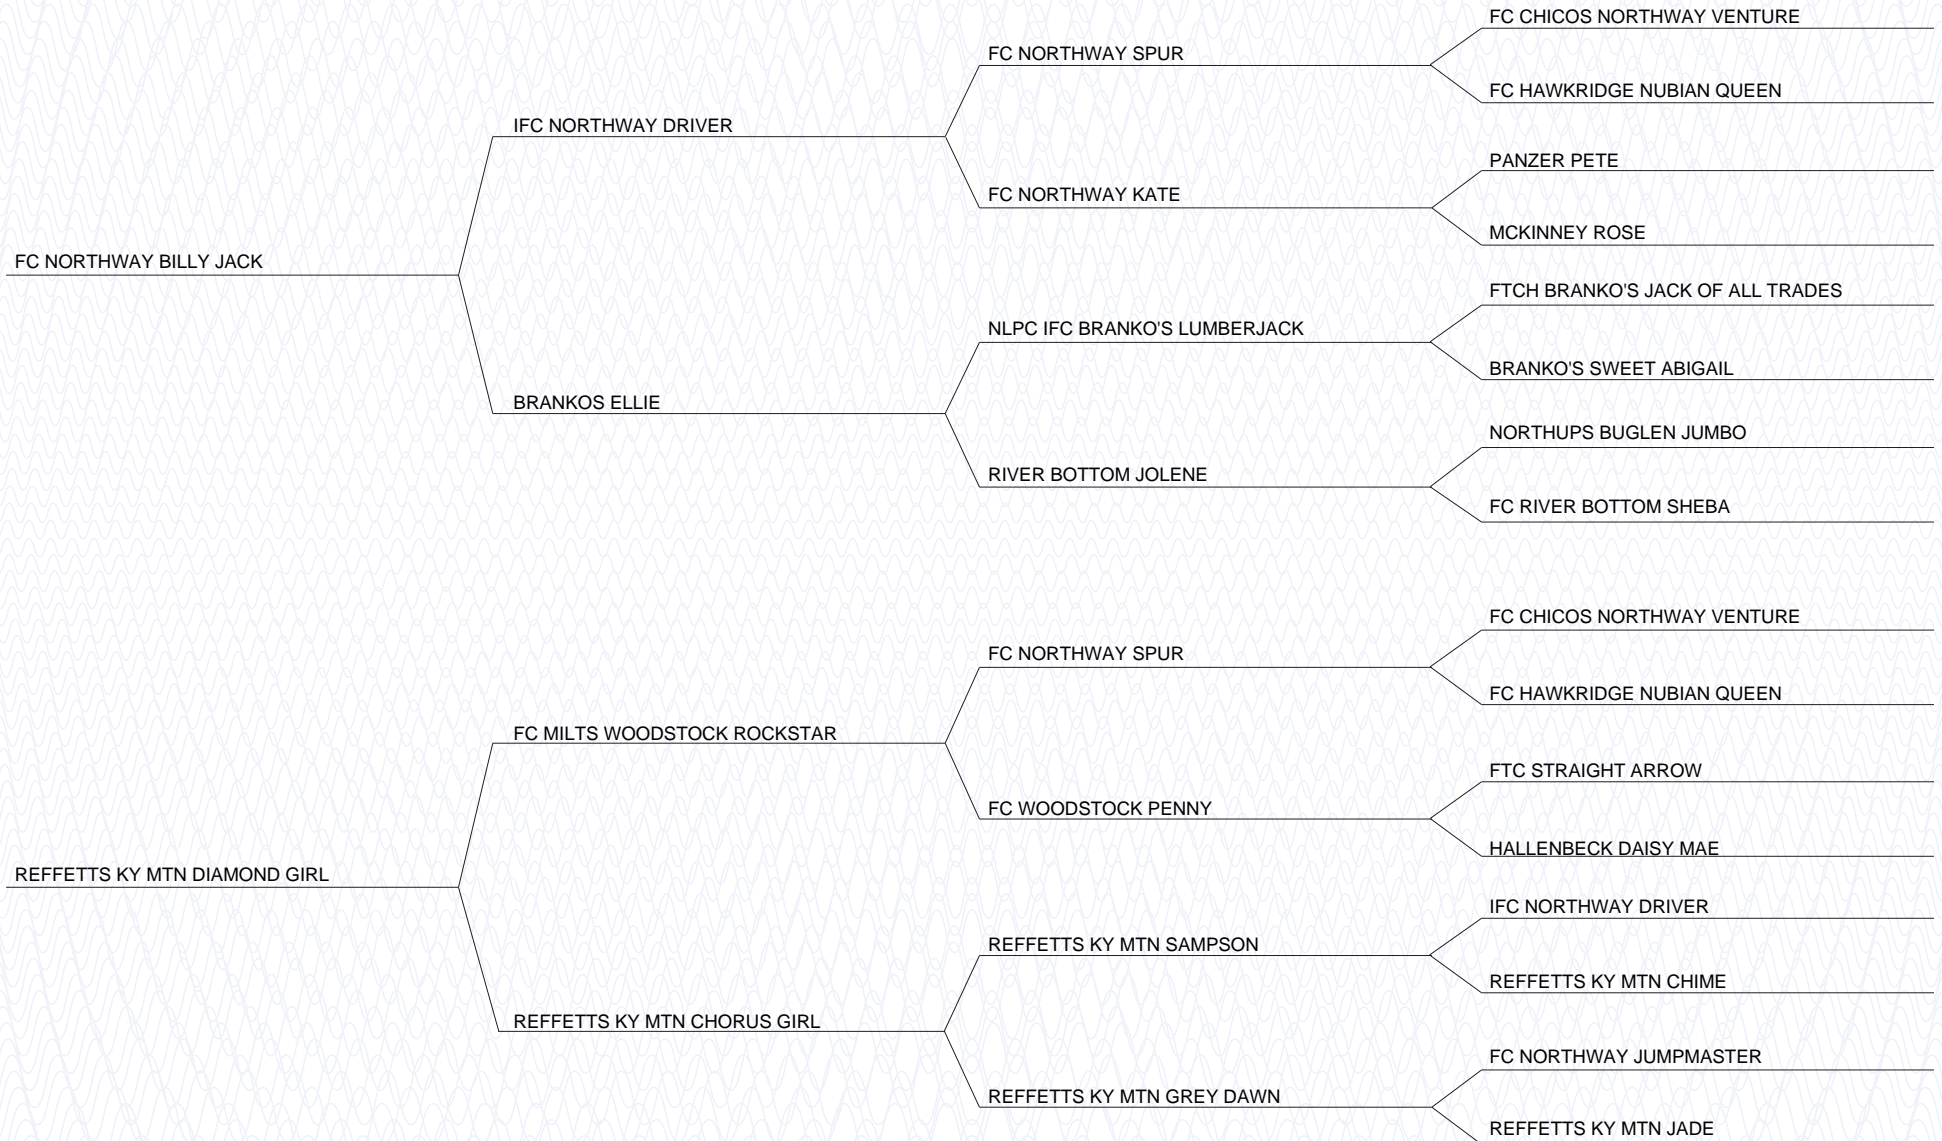 FC CHICOS NORTHWAY VENTURE
FC NORTHWAY SPUR
FC HAWKRIDGE NUBIAN QUEEN
IFC NORTHWAY DRIVER
PANZER PETE
FC NORTHWAY KATE
MCKINNEY ROSE
FC NORTHWAY BILLY JACK
FTCH BRANKO'S JACK OF ALL TRADES
NLPC IFC BRANKO'S LUMBERJACK
BRANKO'S SWEET ABIGAIL
BRANKOS ELLIE
NORTHUPS BUGLEN JUMBO
RIVER BOTTOM JOLENE
FC RIVER BOTTOM SHEBA
FC CHICOS NORTHWAY VENTURE
FC NORTHWAY SPUR
FC HAWKRIDGE NUBIAN QUEEN
FC MILTS WOODSTOCK ROCKSTAR
FTC STRAIGHT ARROW
FC WOODSTOCK PENNY
HALLENBECK DAISY MAE
REFFETTS KY MTN DIAMOND GIRL
IFC NORTHWAY DRIVER
REFFETTS KY MTN SAMPSON
REFFETTS KY MTN CHIME
REFFETTS KY MTN CHORUS GIRL
FC NORTHWAY JUMPMASTER
REFFETTS KY MTN GREY DAWN
REFFETTS KY MTN JADE